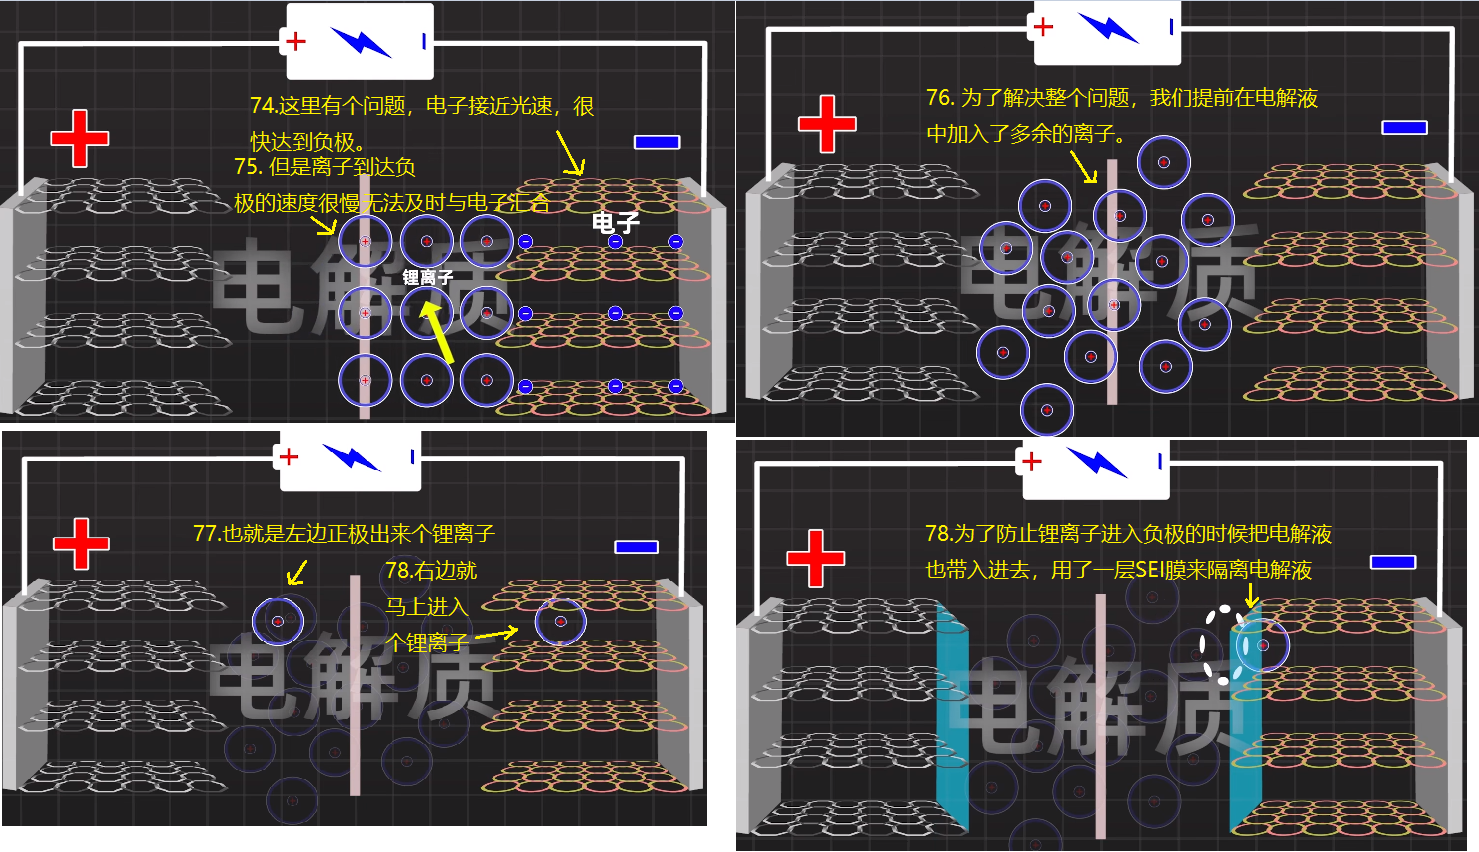 74.这里有个问题，电子接近光速，很
快达到负极。
75. 但是离子到达负
极的速度很慢无法及时与电子汇合
电子
锂离子
电解质
76. 为了解决整个问题，我们提前在电解液
中加入了多余的离子。
电解质
77.也就是左边正极出来个锂离子
78.右边就
马上进入
个锂离子
电解质
78.为了防止锂离子进入负极的时候把电解液
也带入进去，用了一层SEI膜来隔离电解液
电解质